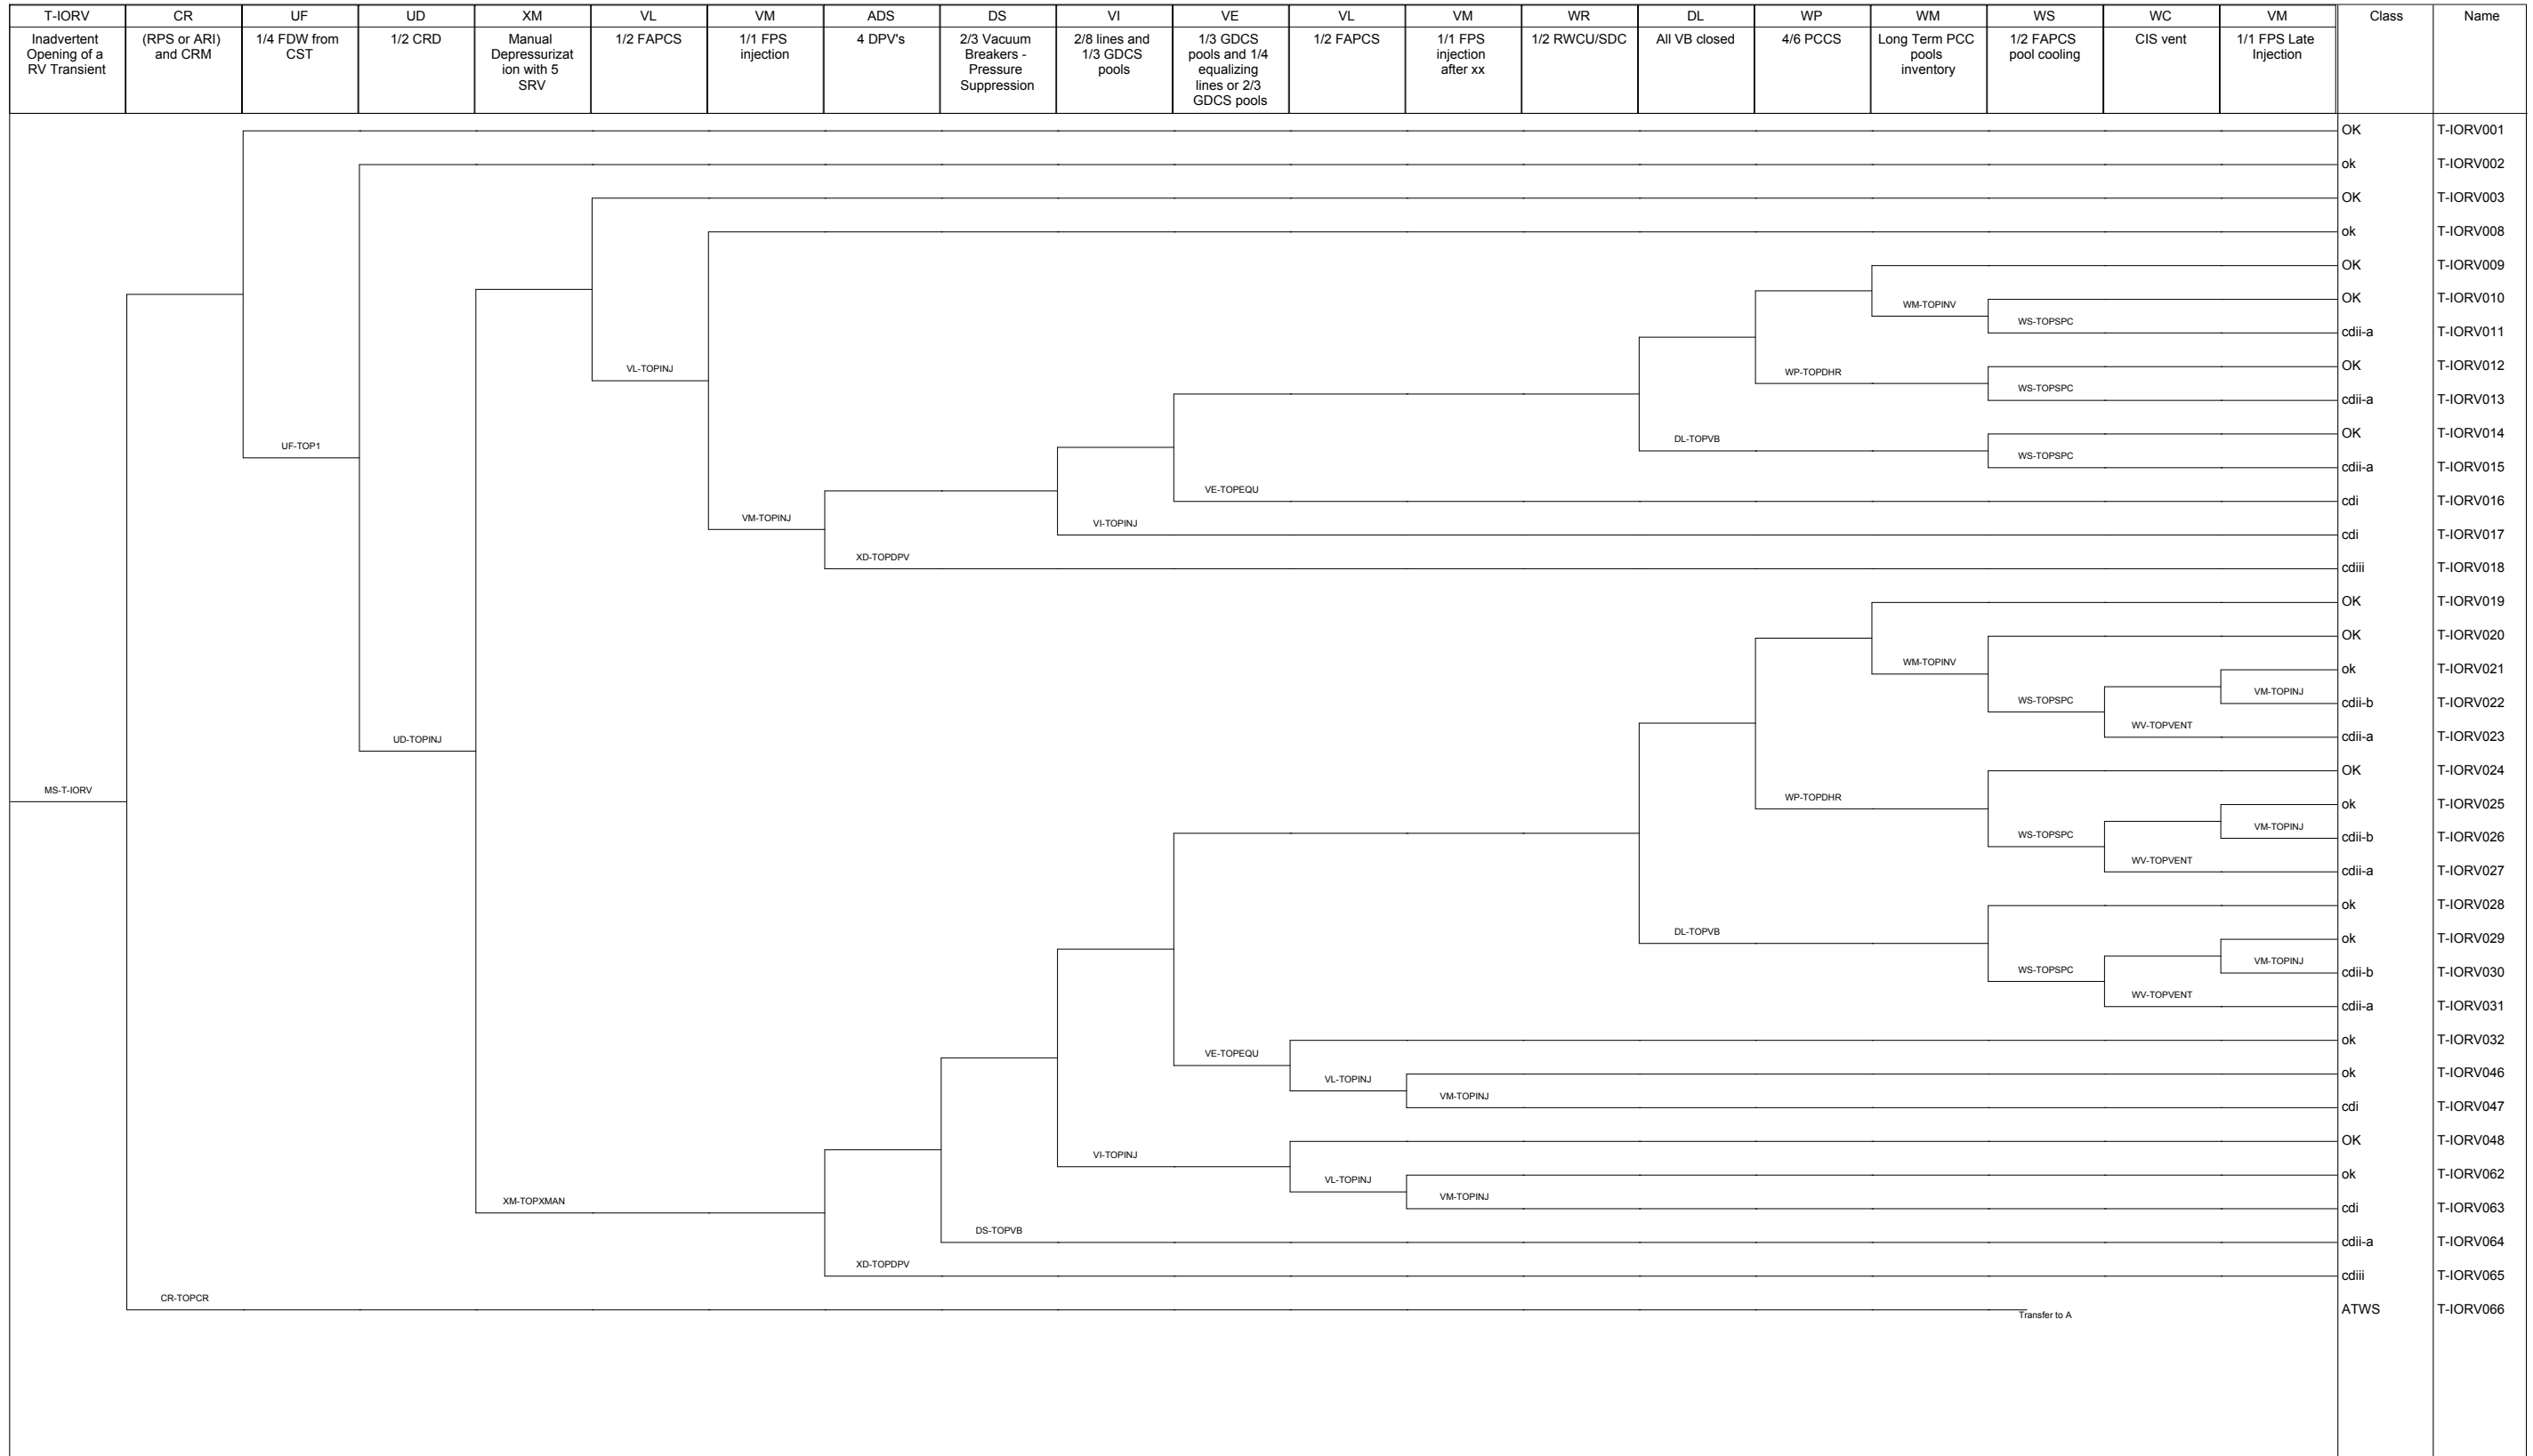 T-IORV CR UF UD XM VL VM ADS DS VI VE VL VM WR DL WP WM WS WC VM Class Name
Inadvertent
Opening of a
RV Transient
(RPS or ARI)
and CRM
1/4 FDW from
CST
1/2 CRD
Manual
Depressurizat
ion with 5
SRV
1/2 FAPCS
1/1 FPS
injection
4 DPV's
2/3 Vacuum
Breakers -
Pressure
Suppression
2/8 lines and
1/3 GDCS
pools
1/3 GDCS
pools and 1/4
equalizing
lines or 2/3
GDCS pools
1/2 FAPCS
1/1 FPS
injection
after xx
1/2 RWCU/SDC
All VB closed
4/6 PCCS
Long Term PCC
pools
inventory
1/2 FAPCS
pool cooling
CIS vent
1/1 FPS Late
Injection
OK T-IORV001
ok T-IORV002
OK T-IORV003
ok T-IORV008
OK T-IORV009
WM-TOPINV OK T-IORV010
WS-TOPSPC
cdii-a T-IORV011
VL-TOPINJ WP-TOPDHR OK T-IORV012
WS-TOPSPC
cdii-a T-IORV013
UF-TOP1 DL-TOPVB OK T-IORV014
WS-TOPSPC
cdii-a T-IORV015
VE-TOPEQU
cdi T-IORV016
VM-TOPINJ VI-TOPINJ
cdi T-IORV017
XD-TOPDPV
cdiii T-IORV018
OK T-IORV019
OK T-IORV020
WM-TOPINV ok T-IORV021
WS-TOPSPC VM-TOPINJ
cdii-b T-IORV022
WV-TOPVENT
UD-TOPINJ cdii-a T-IORV023
OK T-IORV024
MS-T-IORV WP-TOPDHR
ok T-IORV025
WS-TOPSPC VM-TOPINJ
cdii-b T-IORV026
WV-TOPVENT
cdii-a T-IORV027
ok T-IORV028
DL-TOPVB
ok T-IORV029
WS-TOPSPC VM-TOPINJ
cdii-b T-IORV030
WV-TOPVENT
cdii-a T-IORV031
ok T-IORV032
VE-TOPEQU
ok T-IORV046
VL-TOPINJ
VM-TOPINJ
cdi T-IORV047
OK T-IORV048
VI-TOPINJ
ok T-IORV062
VL-TOPINJ
XM-TOPXMAN VM-TOPINJ
cdi T-IORV063
DS-TOPVB
cdii-a T-IORV064
XD-TOPDPV
cdiii T-IORV065
CR-TOPCR
ATWS T-IORV066
Transfer to A